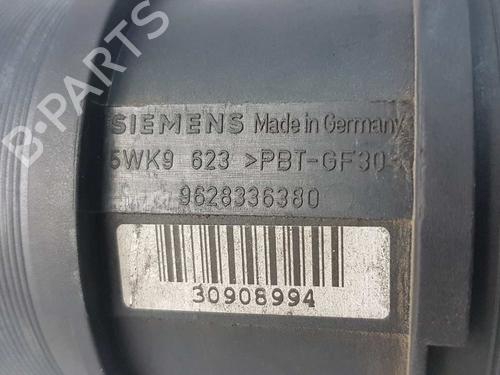 SIEMENS Made in Germany
5WK9 623 >PBT-GF30<
9628336380
30908994
B-Parts